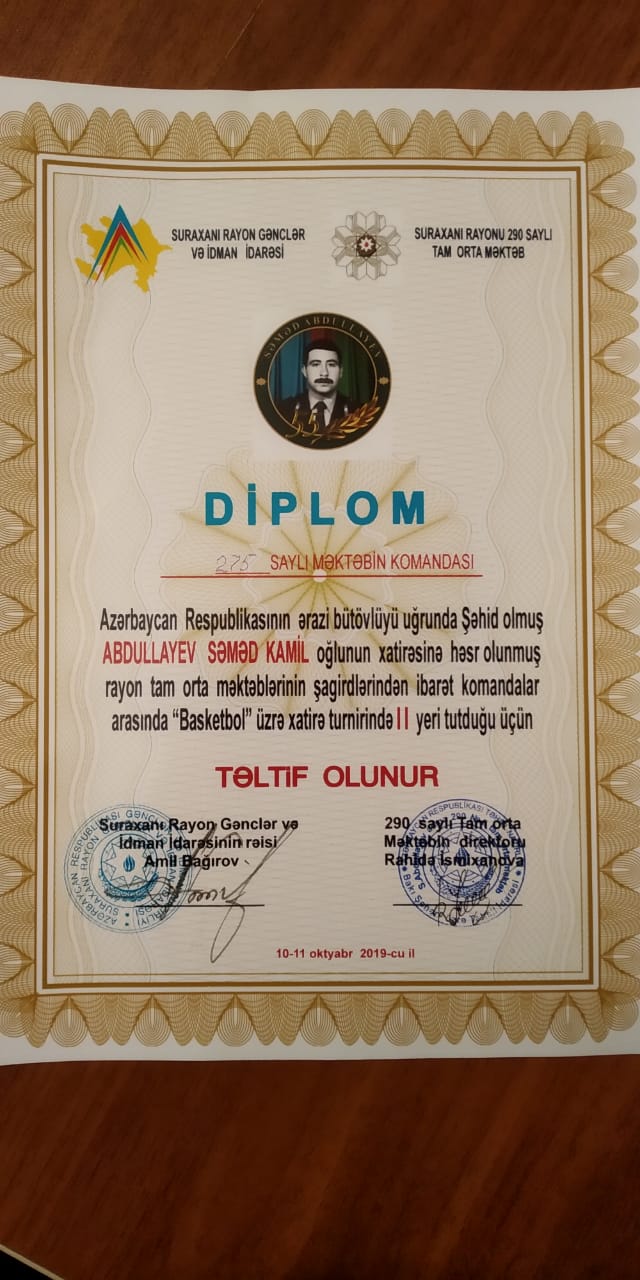 SURAXANI RAYON GƏNCLƏR
VƏ İDMAN İDARƏSİ
SURAXANI RAYONU 290 SAYLI
TAM ORTA MƏKTƏB
SƏMƏD ABDULLAYEV
55
DİPLOM
275 SAYLI MƏKTƏBİN KOMANDASI
Azərbaycan Respublikasının ərazi bütövlüyü uğrunda Şəhid olmuş
ABDULLAYEV SƏMƏD KAMİL oğlunun xatirəsinə həsr olunmuş
rayon tam orta məktəblərinin şagirdlərindən ibarət komandalar
arasında “Basketbol” üzrə xatirə turnirində II yeri tutduğu üçün
TƏLTİF OLUNUR
Suraxanı Rayon Gənclər və
İdman İdarəsinin rəisi
Amil Bağırov
290 saylı Tam orta
Məktəbin direktoru
Rahidə İsmixanova
10-11 oktyabr 2019-cu il